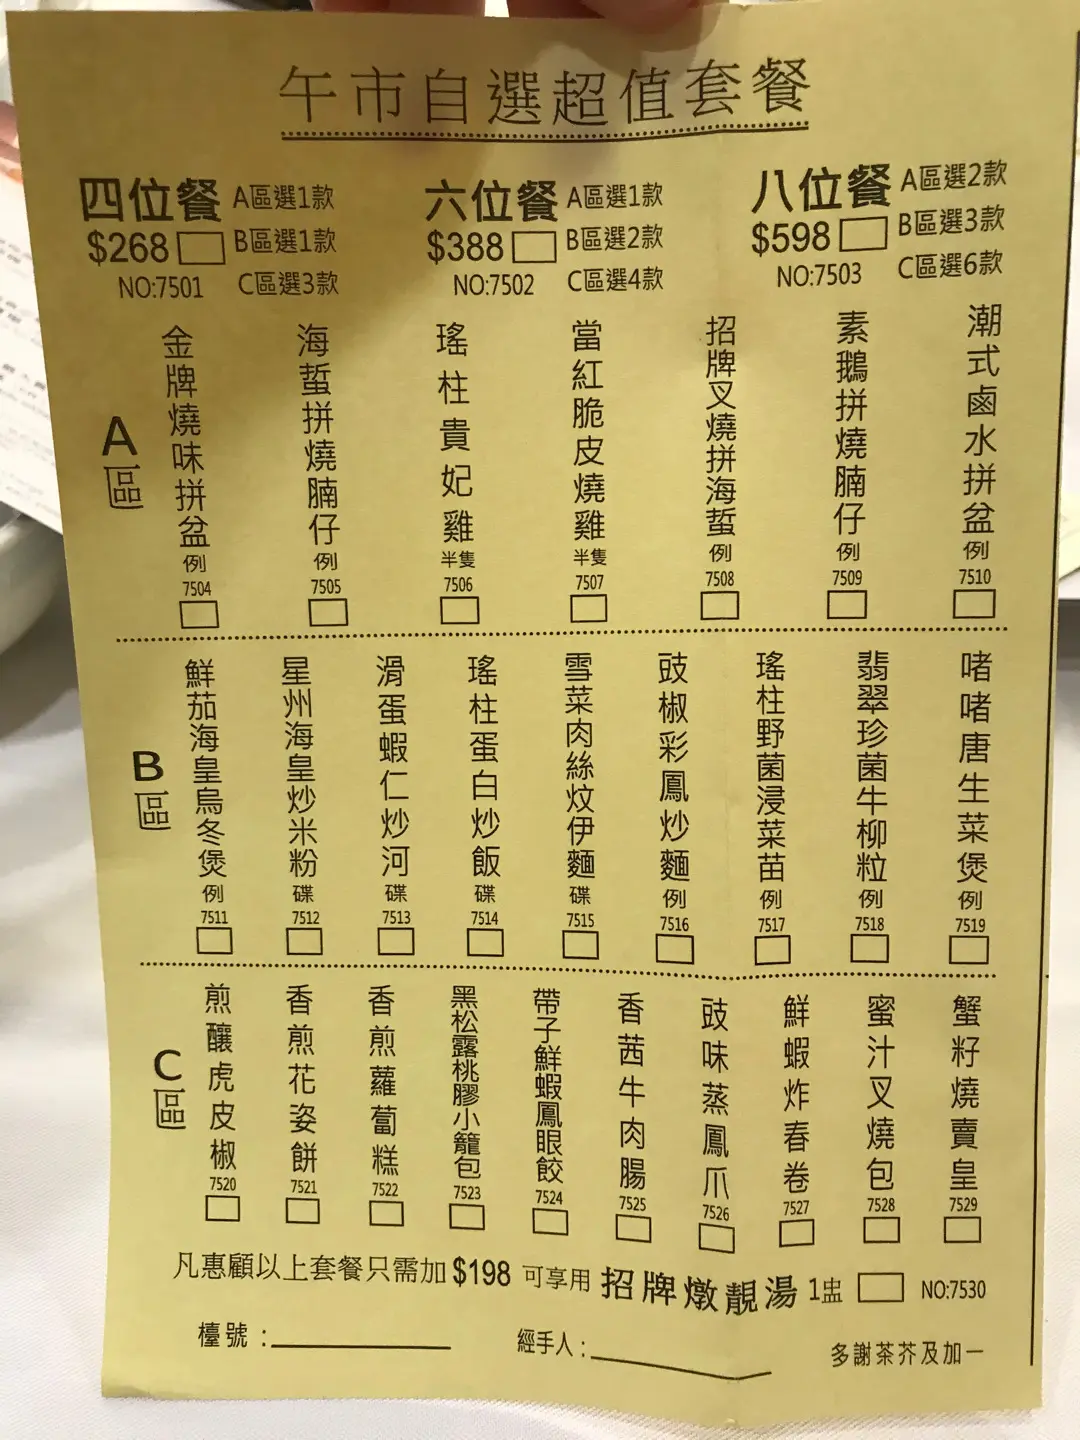 午市自選超值套餐
四位餐 A區選1款
$268 B區選1款
NO:7501 C區選3款
六位餐 A區選1款
$388 B區選2款
NO:7502 C區選4款
八位餐 A區選2款
$598 B區選3款
NO:7503 C區選6款
A區
金牌燒味拼盆 例 7504
海蜇拼燒腩仔 例 7505
瑤柱貴妃雞 半隻 7506
當紅脆皮燒雞 半隻 7507
招牌叉燒拼海蜇 例 7508
素鵝拼燒腩仔 例 7509
潮式鹵水拼盆 例 7510
B區
鮮茄海皇烏冬煲 例 7511
星州海皇炒米粉 碟 7512
滑蛋蝦仁炒河 碟 7513
瑤柱蛋白炒飯 碟 7514
雪菜肉絲炆伊麵 碟 7515
豉椒彩鳳炒麵 例 7516
瑤柱野菌浸菜苗 例 7517
翡翠珍菌牛柳粒 例 7518
啫啫唐生菜煲 例 7519
C區
煎釀虎皮椒 7520
香煎花姿餅 7521
香煎蘿蔔糕 7522
黑松露桃膠小籠包 7523
帶子鮮蝦鳳眼餃 7524
香茜牛肉腸 7525
豉味蒸鳳爪 7526
鮮蝦炸春卷 7527
蜜汁叉燒包 7528
蟹籽燒賣皇 7529
凡惠顧以上套餐只需加$198 可享用 招牌燉靚湯 1盅 NO:7530
檯號：
經手人：
多謝茶芥及加一